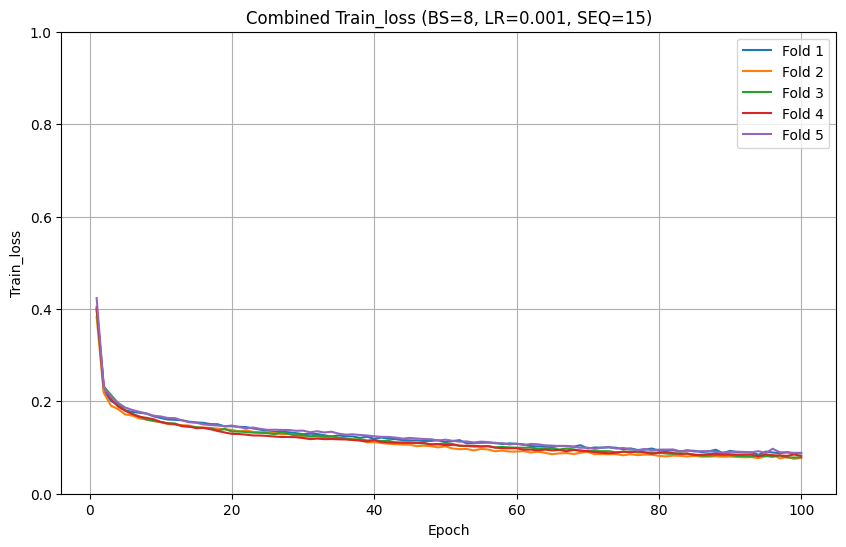 Combined Train_loss (BS=8, LR=0.001, SEQ=15)
Train_loss
1.0
0.8
0.6
0.4
0.2
0.0
0
20
40
60
80
100
Epoch
Fold 1
Fold 2
Fold 3
Fold 4
Fold 5